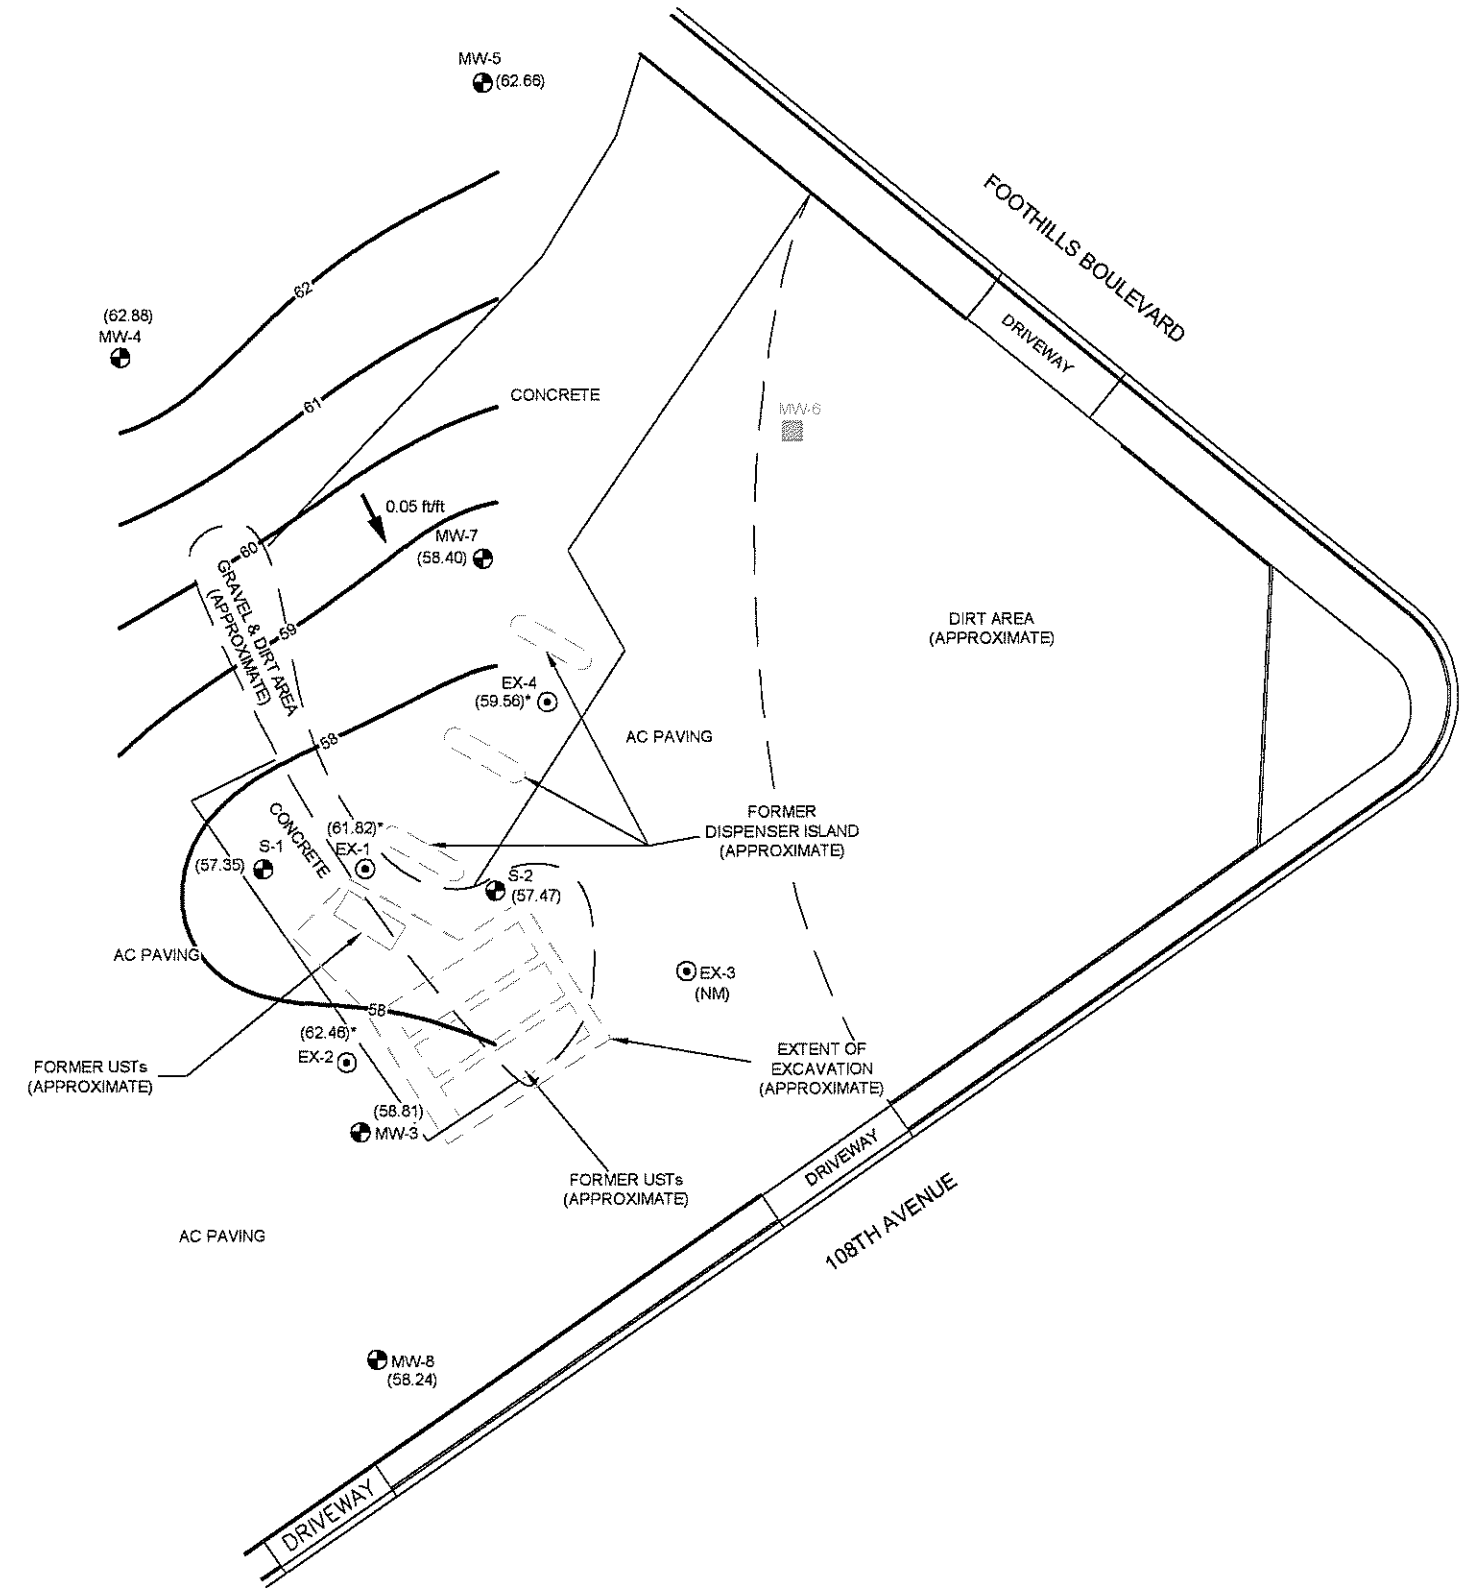 MW-5
(62.66)
FOOTHILLS BOULEVARD
62
(62.88)
MW-4
DRIVEWAY
61
CONCRETE
MW-6
0.05 ft/ft
MW-7
(58.40)
60
GRAVEL & DIRT AREA
(APPROXIMATE)
59
DIRT AREA
(APPROXIMATE)
EX-4
(59.56)*
58
AC PAVING
CONCRETE
FORMER
DISPENSER ISLAND
(APPROXIMATE)
(61.82)*
EX-1
S-1
(57.35)
S-2
(57.47)
AC PAVING
EX-3
(NM)
58
(62.46)*
EX-2
FORMER USTs
(APPROXIMATE)
EXTENT OF
EXCAVATION
(APPROXIMATE)
(58.81)
MW-3
DRIVEWAY
FORMER USTs
(APPROXIMATE)
108TH AVENUE
AC PAVING
MW-8
(58.24)
DRIVEWAY